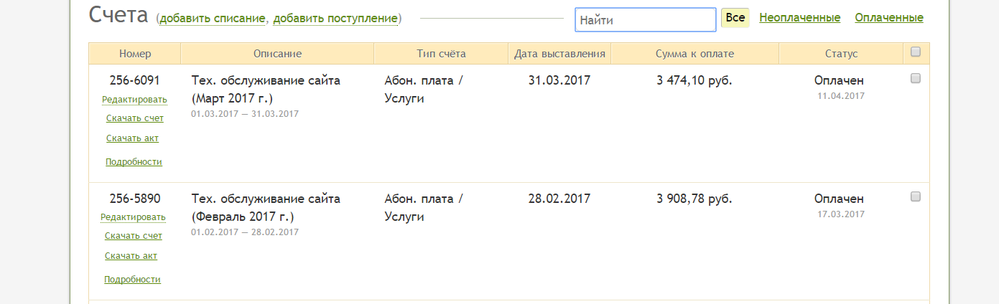 Счета (добавить списание, добавить поступление) Найти Все Неоплаченные Оплаченные
Номер Описание Тип счёта Дата выставления Сумма к оплате Статус
256-6091 Тех. обслуживание сайта Абон. плата / 31.03.2017 3 474,10 руб. Оплачен
Редактировать (Март 2017 г.) Услуги 11.04.2017
01.03.2017 — 31.03.2017
Скачать счет
Скачать акт
Подробности
256-5890 Тех. обслуживание сайта Абон. плата / 28.02.2017 3 908,78 руб. Оплачен
Редактировать (Февраль 2017 г.) Услуги 17.03.2017
01.02.2017 — 28.02.2017
Скачать счет
Скачать акт
Подробности